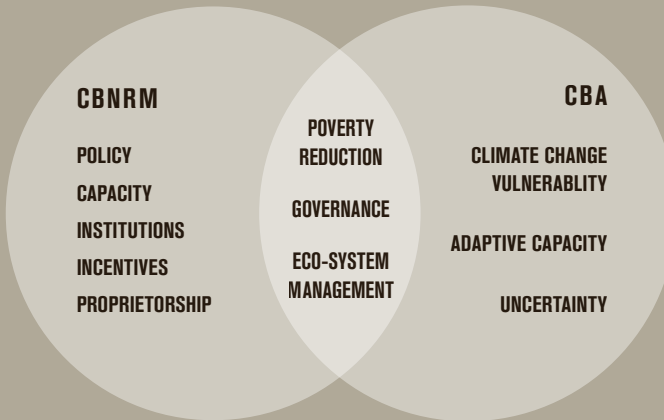 CBNRM
POLICY
CAPACITY
INSTITUTIONS
INCENTIVES
PROPRIETORSHIP
POVERTY
REDUCTION
GOVERNANCE
ECO-SYSTEM
MANAGEMENT
CBA
CLIMATE CHANGE
VULNERABLITY
ADAPTIVE CAPACITY
UNCERTAINTY